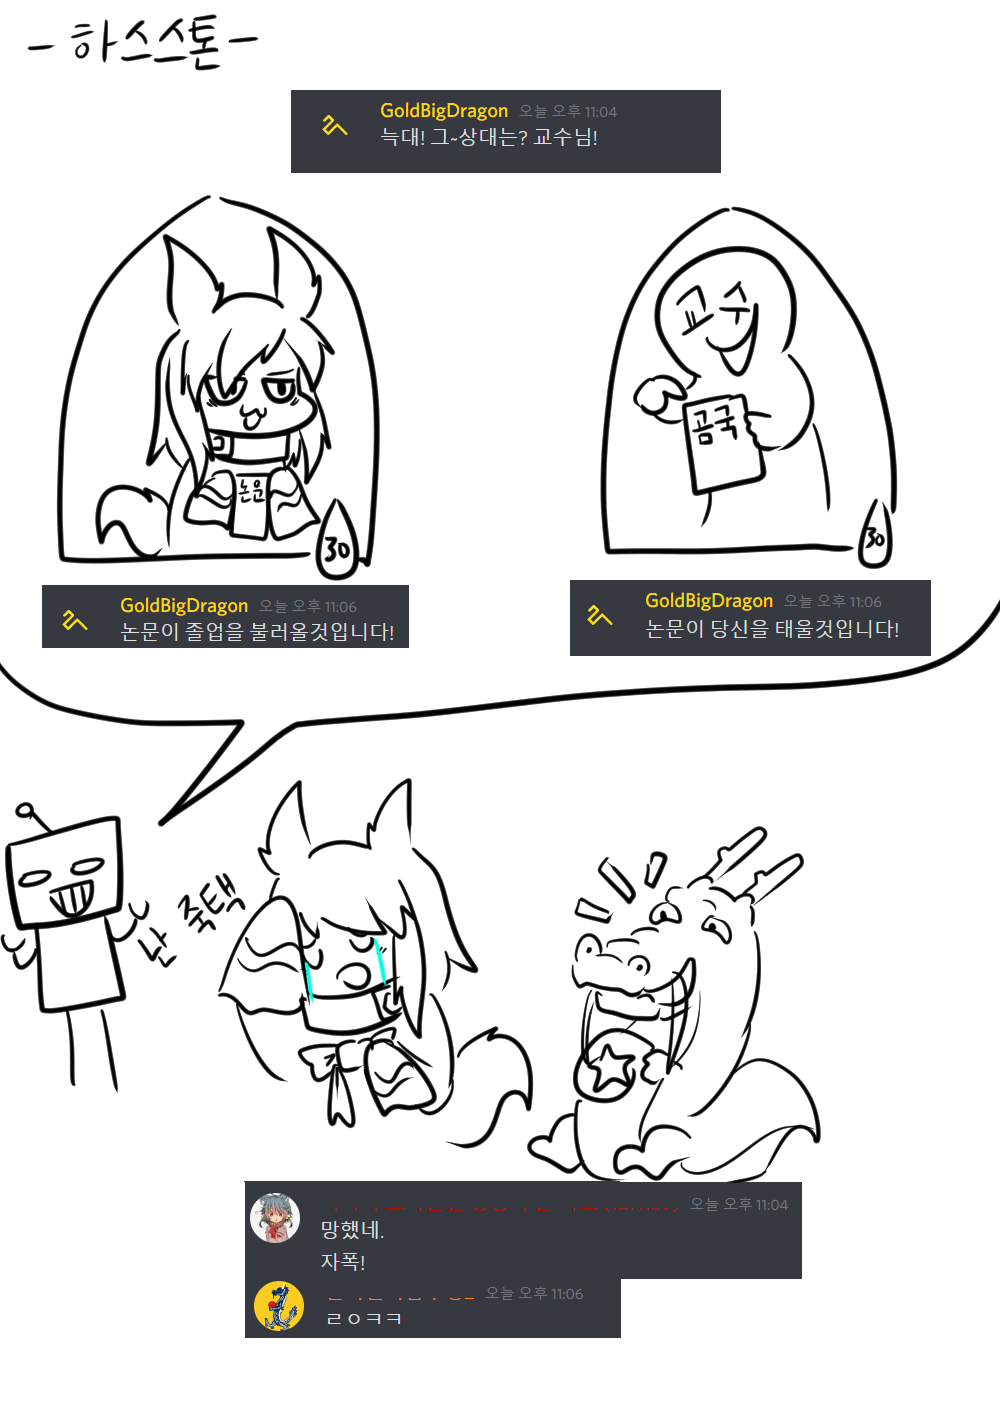 - 하스스톤 -
GoldBigDragon 오늘 오후 11:04
늑대! 그~상대는? 교수님!
교수
곰국
논문
30
30
GoldBigDragon 오늘 오후 11:06
논문이 졸업을 불러올것입니다!
GoldBigDragon 오늘 오후 11:06
논문이 당신을 태울것입니다!
난 죽택
오늘 오후 11:04
망했네.
자폭!
오늘 오후 11:06
ㄹㅇㅋㅋ